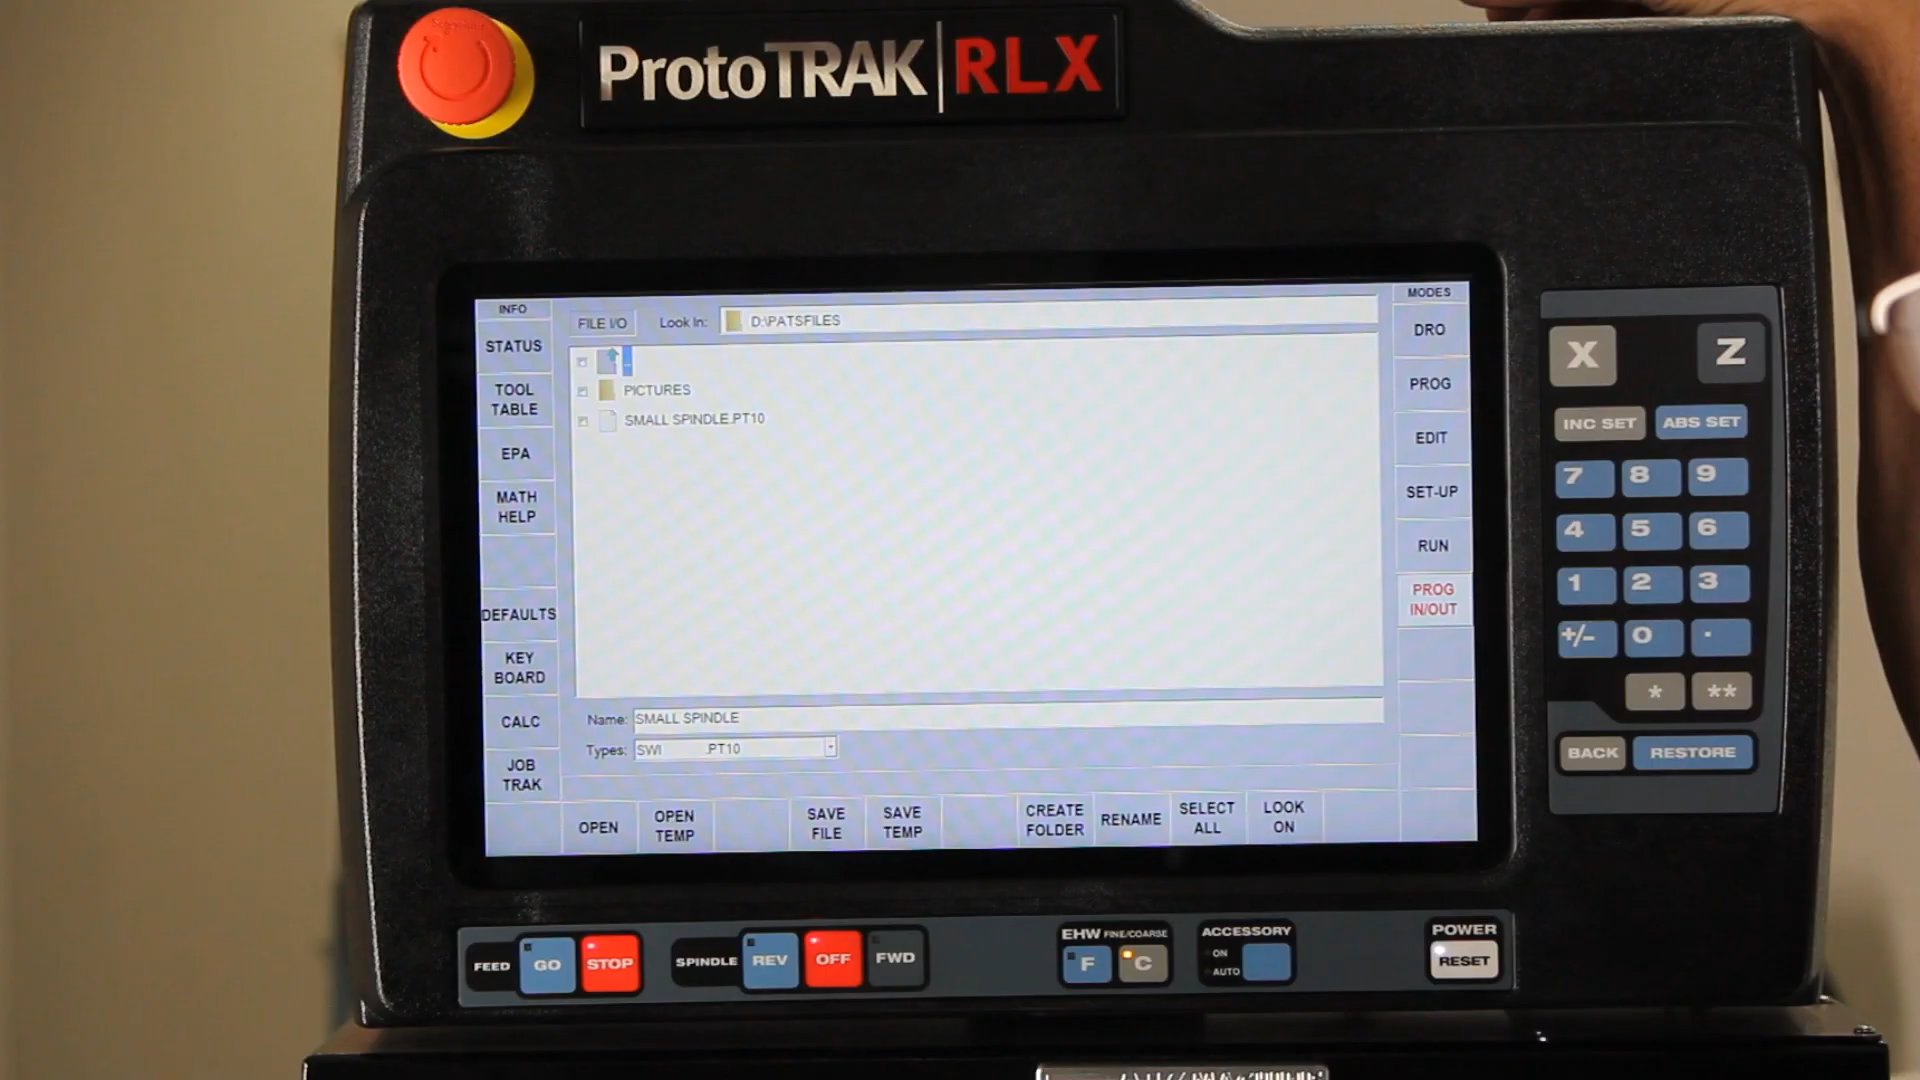 ProtoTRAK RLX
INFO
STATUS
TOOL
TABLE
EPA
MATH
HELP
DEFAULTS
KEY
BOARD
CALC
JOB
TRAK
FILE I/O
Look In: D:\PATSFILES
..
PICTURES
SMALL SPINDLE.PT10
Name: SMALL SPINDLE
Types: SWI .PT10
OPEN
OPEN
TEMP
SAVE
FILE
SAVE
TEMP
CREATE
FOLDER
RENAME
SELECT
ALL
LOOK
ON
MODES
DRO
PROG
EDIT
SET-UP
RUN
PROG
IN/OUT
X Z
INC SET ABS SET
7 8 9
4 5 6
1 2 3
+/- 0 .
* **
BACK RESTORE
FEED GO STOP
SPINDLE REV OFF FWD
EHW FINE/COARSE
F C
ACCESSORY
ON
AUTO
POWER
RESET